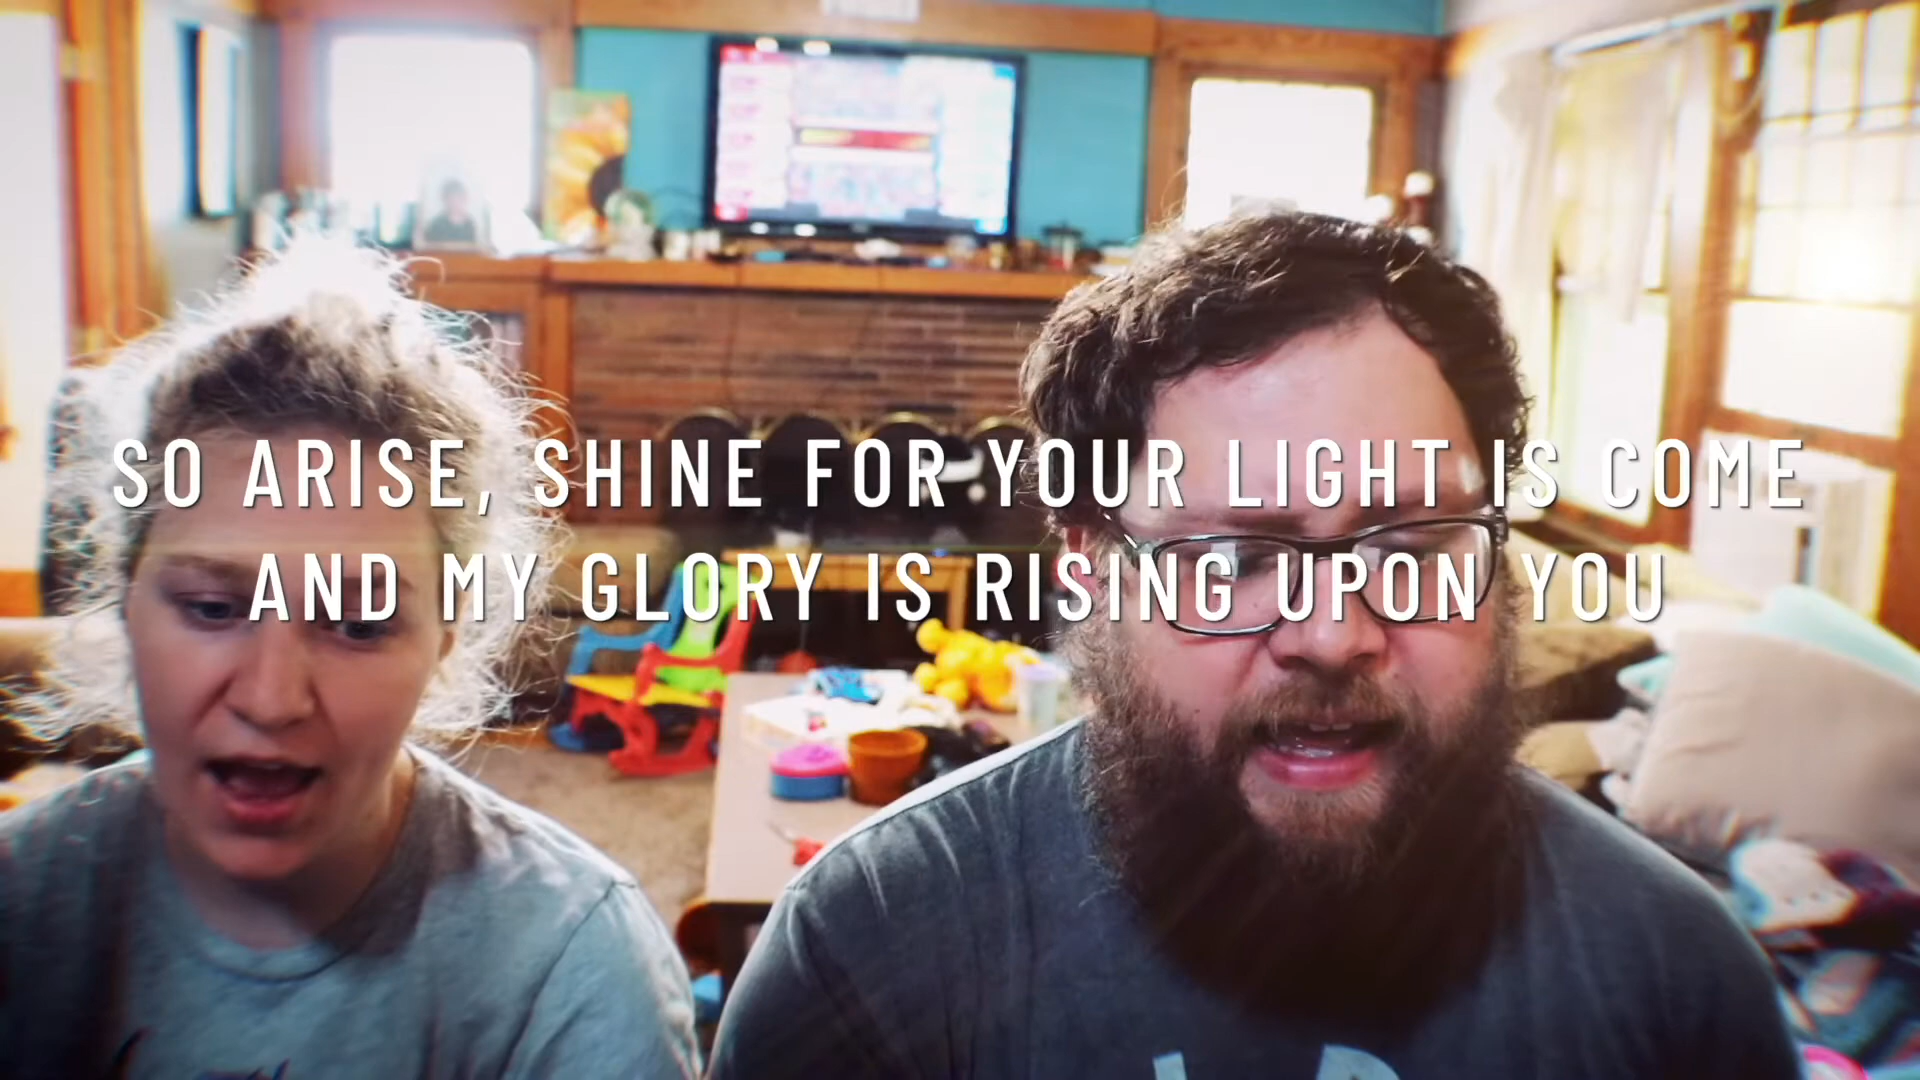 SO ARISE, SHINE FOR YOUR LIGHT IS COME
AND MY GLORY IS RISING UPON YOU